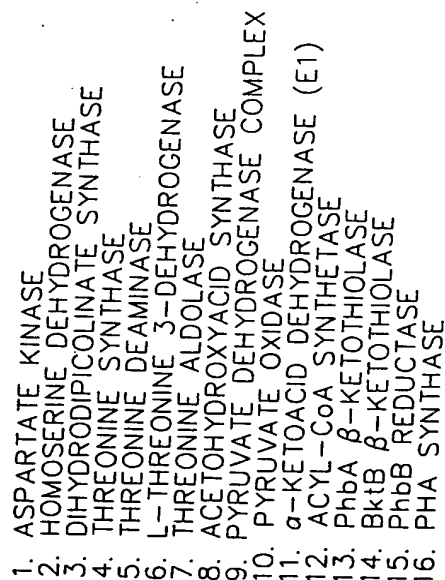 1. ASPARTATE KINASE
2. HOMOSERINE DEHYDROGENASE
3. DIHYDRODIPICOLINATE SYNTHASE
4. THREONINE SYNTHASE
5. THREONINE DEAMINASE
6. L-THREONINE 3-DEHYDROGENASE
7. THREONINE ALDOLASE
8. ACETOHYDROXYACID SYNTHASE
9. PYRUVATE DEHYDROGENASE COMPLEX
10. PYRUVATE OXIDASE
11. α-KETOACID DEHYDROGENASE (E1)
12. ACYL-CoA SYNTHETASE
13. PhbA β-KETOTHIOLASE
14. BktB β-KETOTHIOLASE
15. PhbB REDUCTASE
16. PHA SYNTHASE